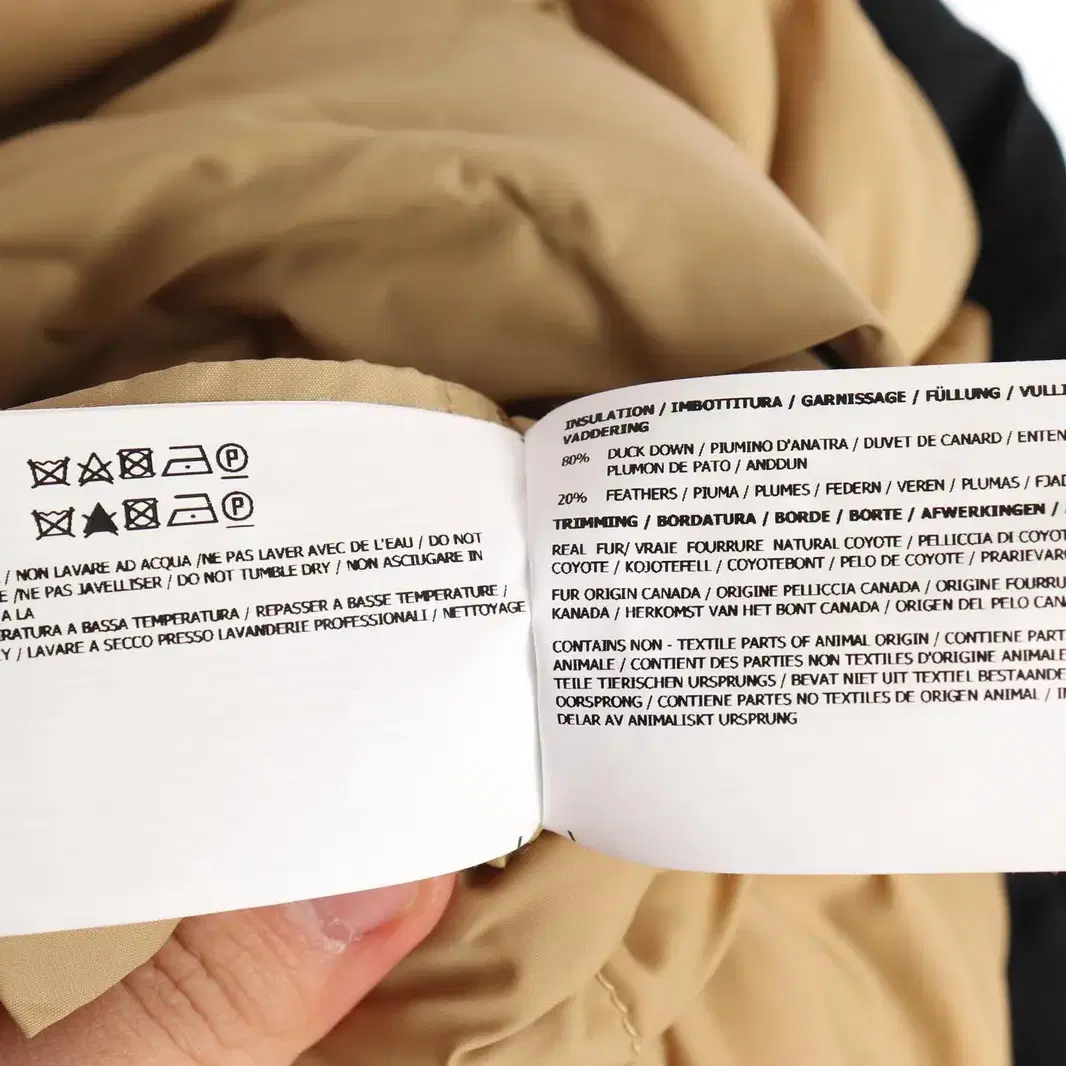 P
P
/ NON LAVARE AD ACQUA /NE PAS LAVER AVEC DE L'EAU / DO NOT
E /NE PAS JAVELLISER / DO NOT TUMBLE DRY / NON ASCIUGARE IN
A LA
ERATURA A BASSA TEMPERATURA / REPASSER A BASSE TEMPERATURE /
Y / LAVARE A SECCO PRESSO LAVANDERIE PROFESSIONALI / NETTOYAGE
INSULATION / IMBOTTITURA / GARNISSAGE / FÜLLUNG / VULLI
VADDERING
80% DUCK DOWN / PIUMINO D'ANATRA / DUVET DE CANARD / ENTEN
PLUMON DE PATO / ANDDUN
20% FEATHERS / PIUMA / PLUMES / FEDERN / VEREN / PLUMAS / FJAD
TRIMMING / BORDATURA / BORDE / BORTE / AFWERKINGEN /
REAL FUR/ VRAIE FOURRURE NATURAL COYOTE / PELLICCIA DI COYOT
COYOTE / KOJOTEFELL / COYOTEBONT / PELO DE COYOTE / PRARIEVAR
FUR ORIGIN CANADA / ORIGINE PELLICCIA CANADA / ORIGINE FOURRU
KANADA / HERKOMST VAN HET BONT CANADA / ORIGEN DEL PELO CAN
CONTAINS NON - TEXTILE PARTS OF ANIMAL ORIGIN / CONTIENE PART
ANIMALE / CONTIENT DES PARTIES NON TEXTILES D'ORIGINE ANIMALE
TEILE TIERISCHEN URSPRUNGS / BEVAT NIET UIT TEXTIEL BESTAANDE
OORSPRONG / CONTIENE PARTES NO TEXTILES DE ORIGEN ANIMAL / I
DELAR AV ANIMALISKT URSPRUNG